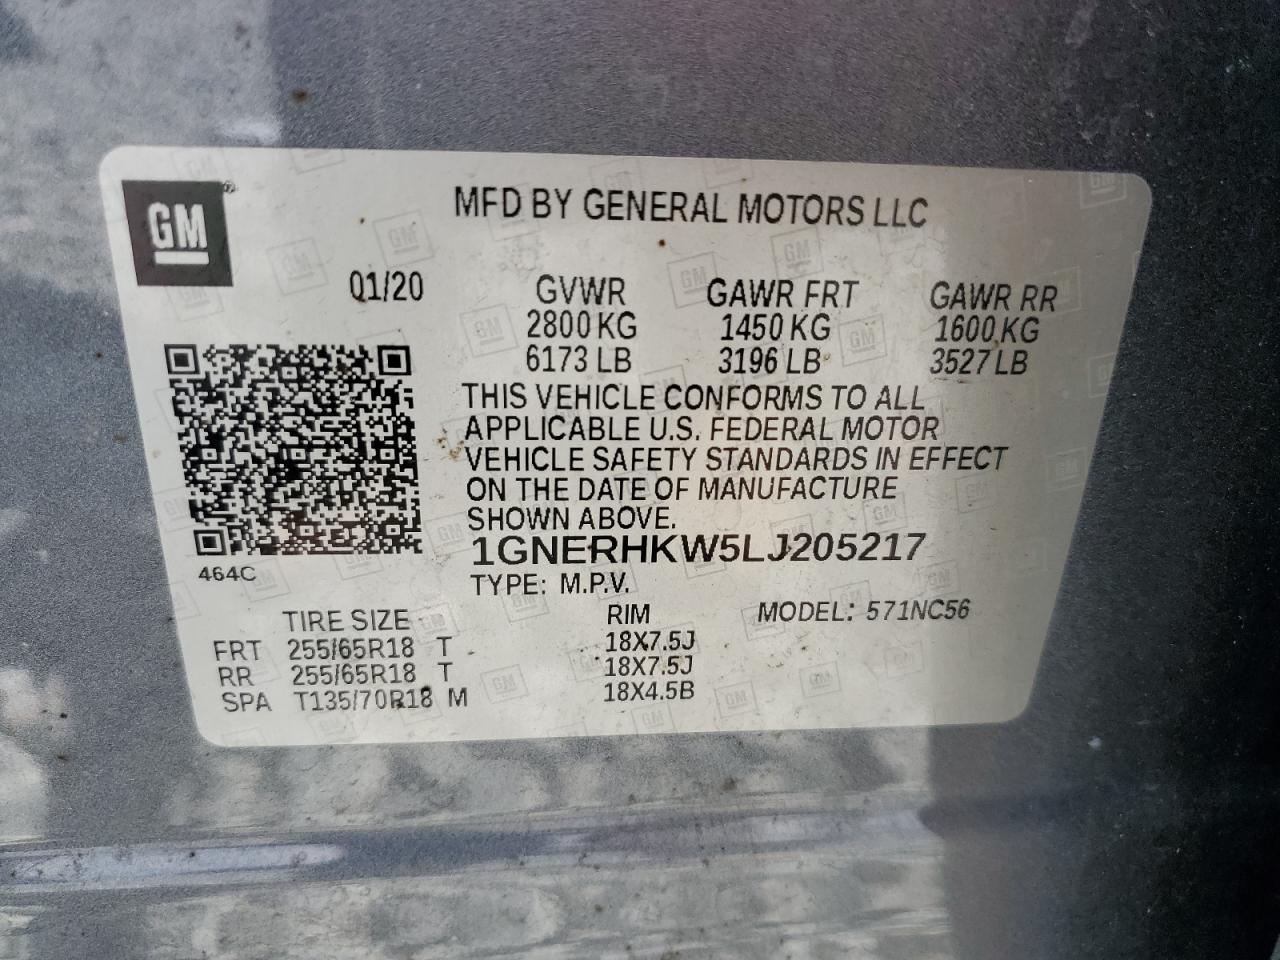 GM®
MFD BY GENERAL MOTORS LLC
01/20
GVWR GAWR FRT GAWR RR
2800 KG 1450 KG 1600 KG
6173 LB 3196 LB 3527 LB
THIS VEHICLE CONFORMS TO ALL
APPLICABLE U.S. FEDERAL MOTOR
VEHICLE SAFETY STANDARDS IN EFFECT
ON THE DATE OF MANUFACTURE
SHOWN ABOVE.
1GNERHKW5LJ205217
464C
TYPE: M.P.V.
TIRE SIZE RIM MODEL: 571NC56
FRT 255/65R18 T 18X7.5J
RR 255/65R18 T 18X7.5J
SPA T135/70R18 M 18X4.5B